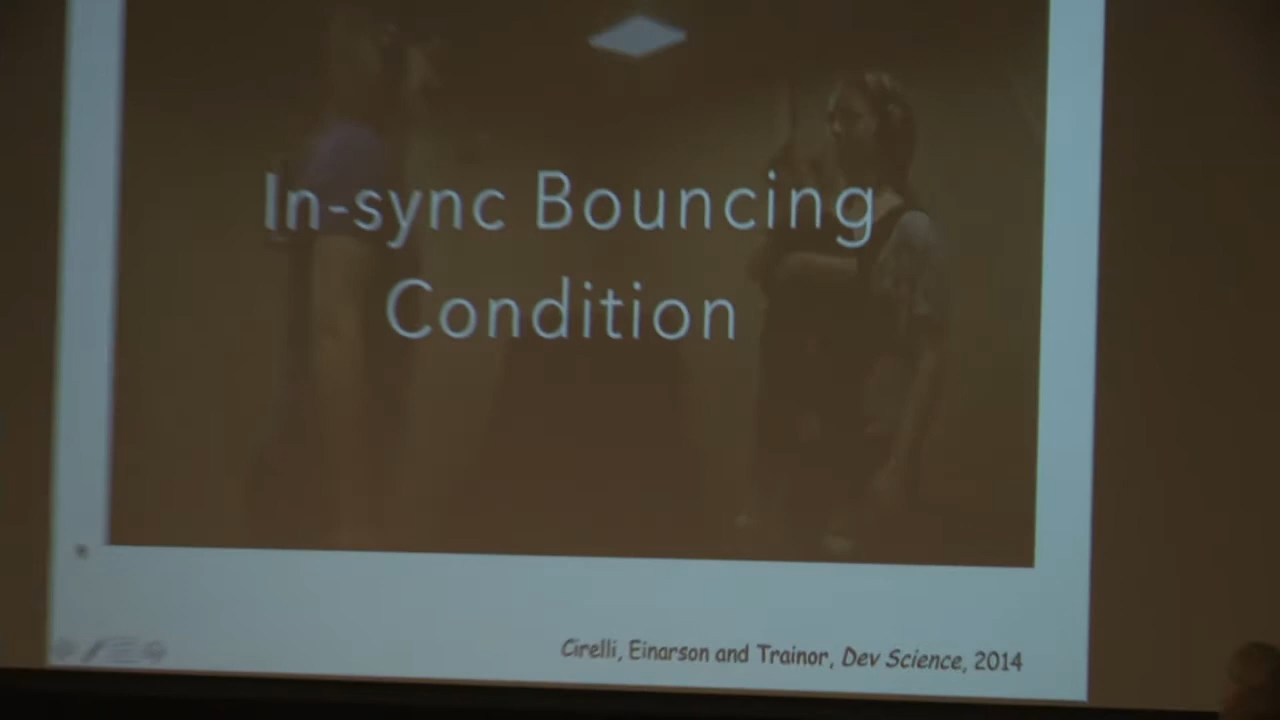 In-sync Bouncing
Condition
Cirelli, Einarson and Trainor, Dev Science, 2014